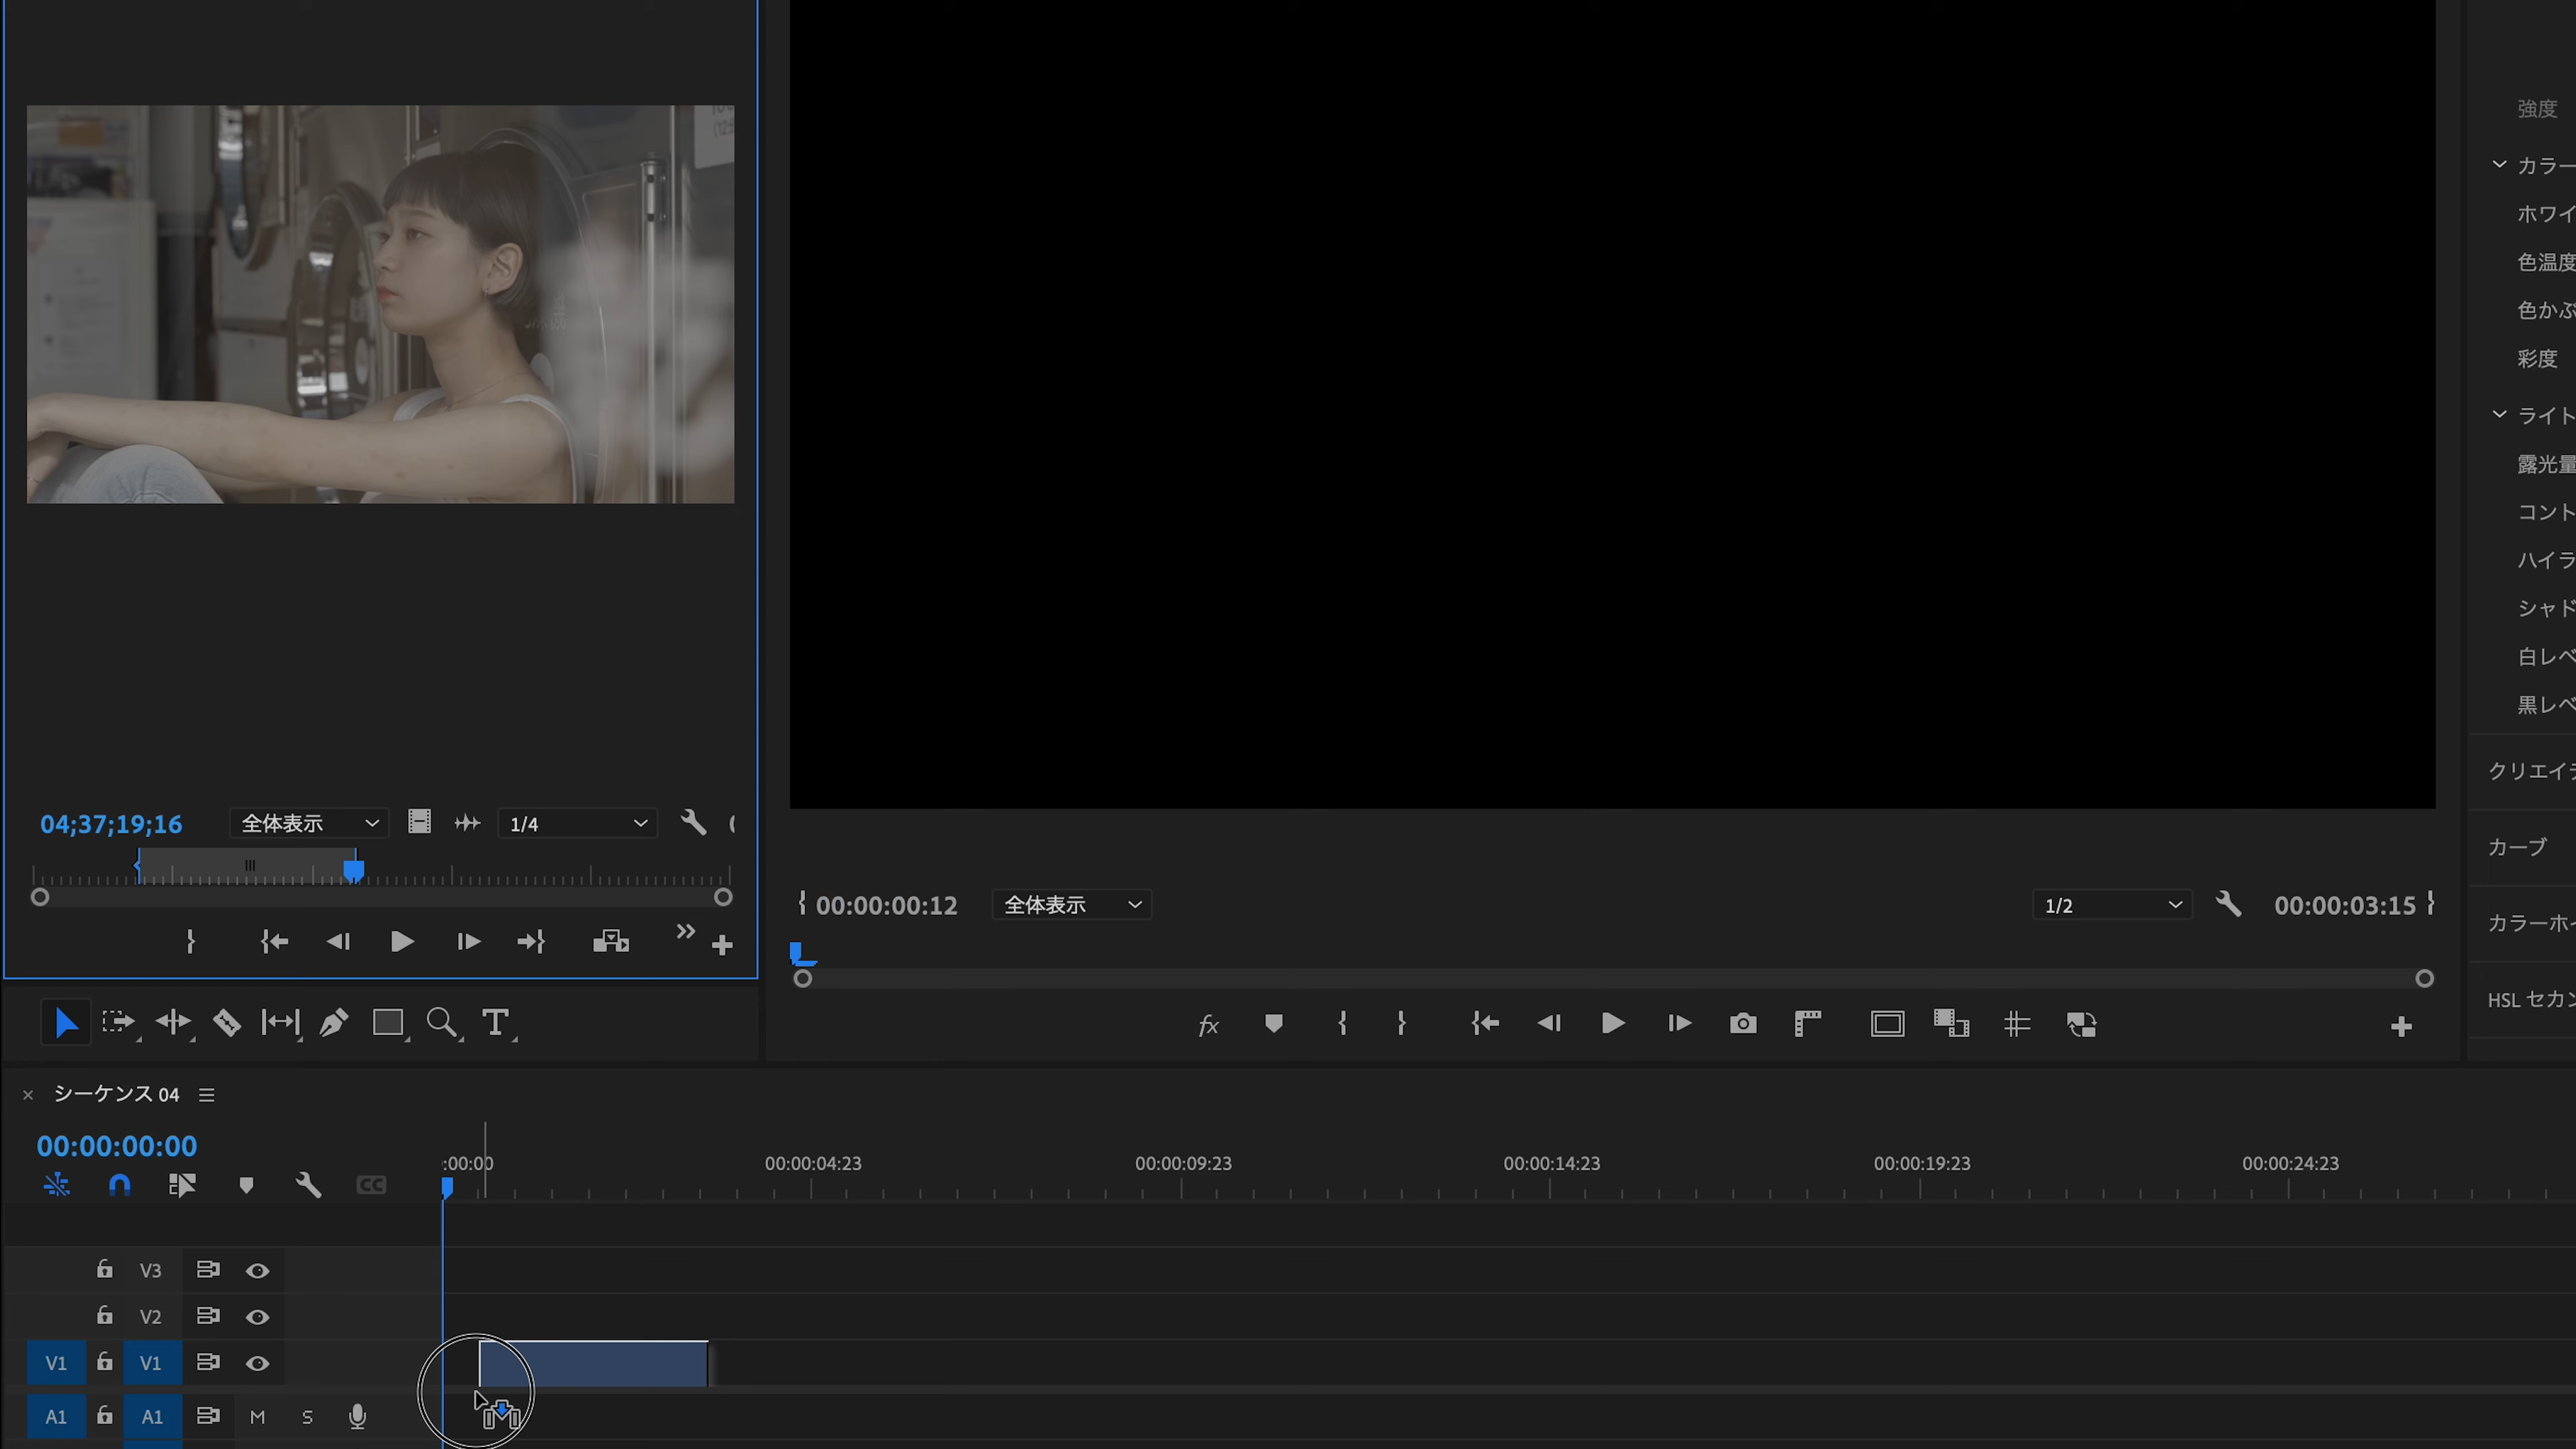 強度
カラー
ホワイ
色温度
色かぶ
彩度
ライト
露光量
コント
ハイラ
シャド
白レベ
黒レベ
クリエイテ
カーブ
カラーホイ
HSL セカン
04;37;19;16 全体表示 1/4
00:00:00:12 全体表示 1/2 00:00:03:15
fx
T
シーケンス 04
00:00:00:00
:00:00 00:00:04:23 00:00:09:23 00:00:14:23 00:00:19:23 00:00:24:23
CC
V3
V2
V1 V1
A1 A1 M S